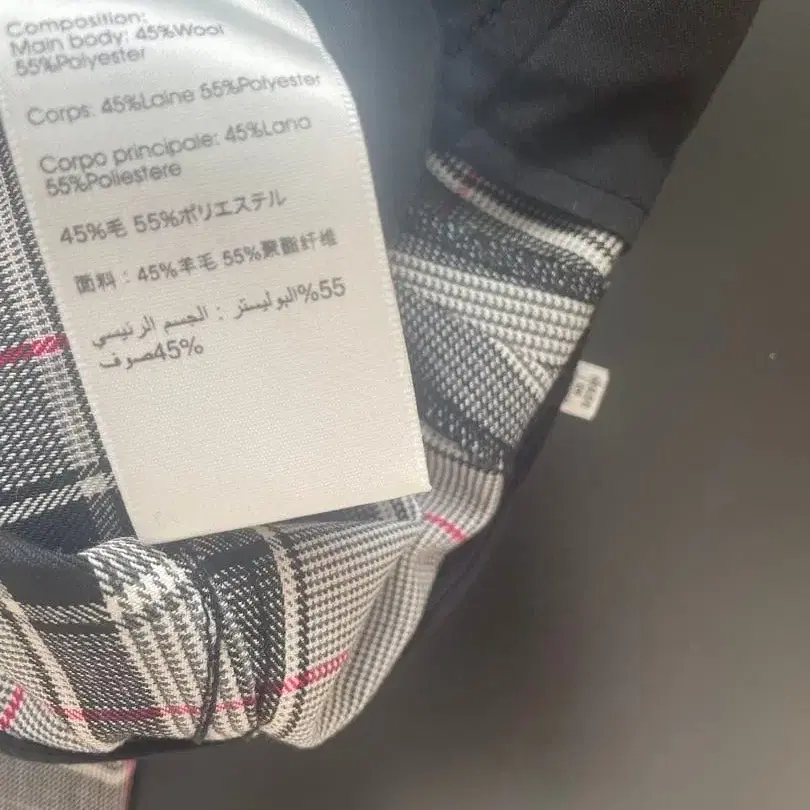 Composition:
Main body: 45%Wool
55%Polyester
Corps: 45%Laine 55%Polyester
Corpo principale: 45%Lana
55%Poliestere
45%毛 55%ポリエステル
面料：45%羊毛 55%聚酯纤维
55%البوليستر : الجسم الرئيسي
45%صوف